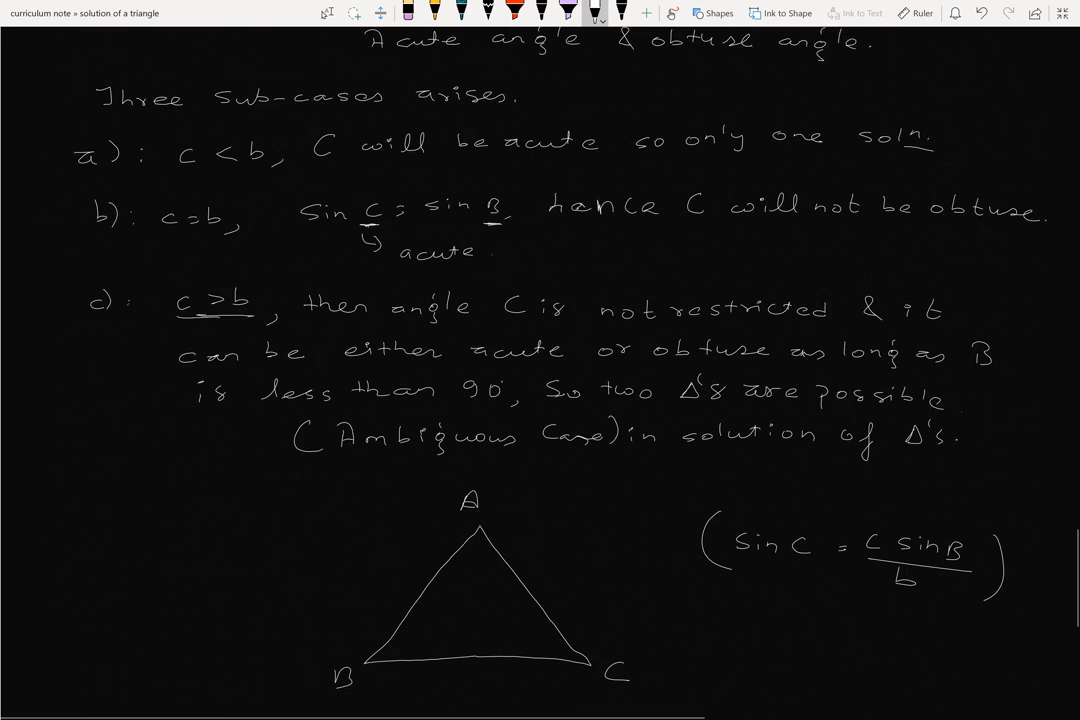 curriculum note » solution of a triangle
Shapes Ink to Shape Ink to Text Ruler
Acute angle & obtuse angle.
Three sub-cases arises.
a): c < b, C will be acute so only one soln.
b): c = b, sin C = sin B, hence C will not be obtuse.
↳ acute
c): c > b, then angle C is not restricted & it
can be either acute or obtuse as long as B
is less than 90°, So two Δ's are possible
(Ambiguous Case) in solution of Δ's.
A
(sin C = c sin B / b)
B C